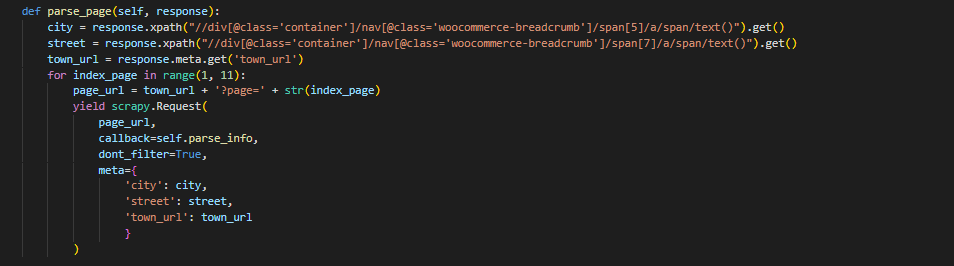 def parse_page(self, response):
    city = response.xpath("//div[@class='container']/nav[@class='woocommerce-breadcrumb']/span[5]/a/span/text()").get()
    street = response.xpath("//div[@class='container']/nav[@class='woocommerce-breadcrumb']/span[7]/a/span/text()").get()
    town_url = response.meta.get('town_url')
    for index_page in range(1, 11):
        page_url = town_url + '?page=' + str(index_page)
        yield scrapy.Request(
            page_url,
            callback=self.parse_info,
            dont_filter=True,
            meta={
                'city': city,
                'street': street,
                'town_url': town_url
                }
        )